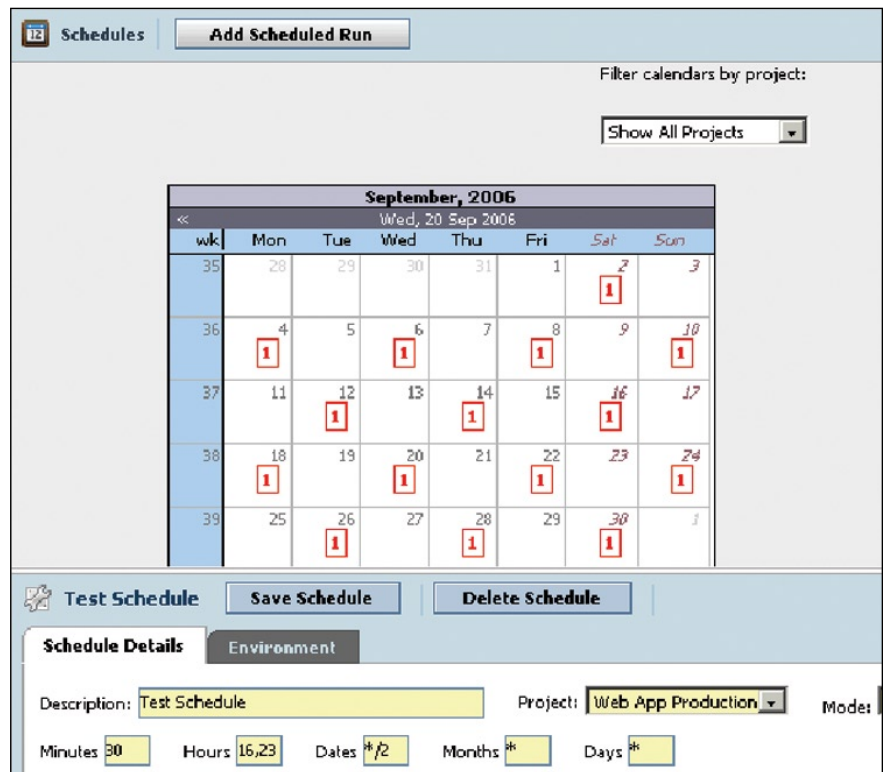 12 Schedules Add Scheduled Run
Filter calendars by project:
Show All Projects
September, 2006
« Wed, 20 Sep 2006
wk Mon Tue Wed Thu Fri Sat Sun
35 28 29 30 31 1 2 3
1
36 4 5 6 7 8 9 10
1 1 1 1
37 11 12 13 14 15 16 17
1 1 1
38 18 19 20 21 22 23 24
1 1 1 1
39 25 26 27 28 29 30 1
1 1 1
Test Schedule Save Schedule Delete Schedule
Schedule Details Environment
Description: Test Schedule Project: Web App Production Mode:
Minutes 30 Hours 16,23 Dates */2 Months * Days *